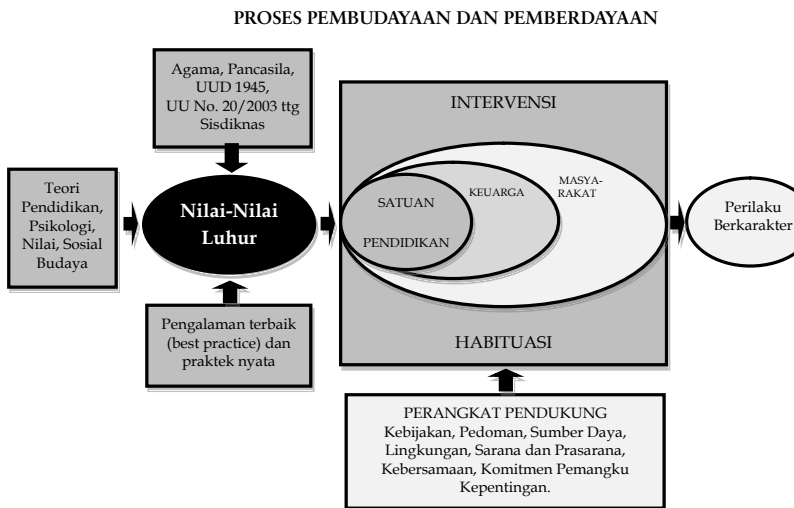 PROSES PEMBUDAYAAN DAN PEMBERDAYAAN
Agama, Pancasila,
UUD 1945,
UU No. 20/2003 ttg
Sisdiknas
Teori
Pendidikan,
Psikologi,
Nilai, Sosial
Budaya
Nilai-Nilai
Luhur
Pengalaman terbaik
(best practice) dan
praktek nyata
INTERVENSI
SATUAN
PENDIDIKAN
KEUARGA
MASYA-
RAKAT
HABITUASI
Perilaku
Berkarakter
PERANGKAT PENDUKUNG
Kebijakan, Pedoman, Sumber Daya,
Lingkungan, Sarana dan Prasarana,
Kebersamaan, Komitmen Pemangku
Kepentingan.